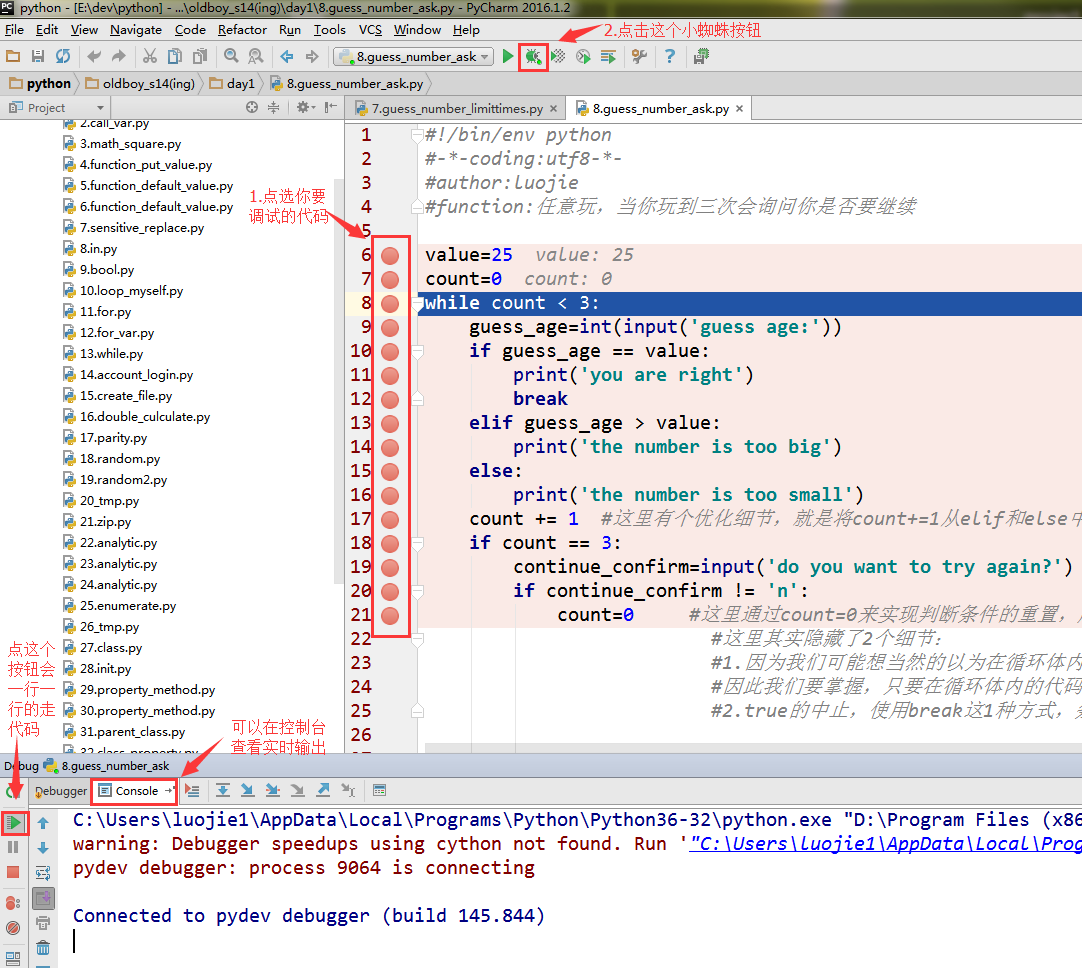 python - [E:\dev\python] - ...\oldboy_s14(ing)\day1\8.guess_number_ask.py - PyCharm 2016.1.2
File Edit View Navigate Code Refactor Run Tools VCS Window Help
2.点击这个小蜘蛛按钮
8.guess_number_ask
python oldboy_s14(ing) day1 8.guess_number_ask.py
Project
7.guess_number_limittimes.py 8.guess_number_ask.py
2.call_var.py
3.math_square.py
4.function_put_value.py
5.function_default_value.py
6.function_default_value.py
7.sensitive_replace.py
8.in.py
9.bool.py
10.loop_myself.py
11.for.py
12.for_var.py
13.while.py
14.account_login.py
15.create_file.py
16.double_culculate.py
17.parity.py
18.random.py
19.random2.py
20_tmp.py
21.zip.py
22.analytic.py
23.analytic.py
24.analytic.py
25.enumerate.py
26_tmp.py
27.class.py
28.init.py
29.property_method.py
30.property_method.py
31.parent_class.py
32.class_property.py
1.点选你要
调试的代码
1 #!/bin/env python
2 #-*-coding:utf8-*-
3 #author:luojie
4 #function:任意玩，当你玩到三次会询问你是否要继续
5
6 value=25 value: 25
7 count=0 count: 0
8 while count < 3:
9 guess_age=int(input('guess age:'))
10 if guess_age == value:
11 print('you are right')
12 break
13 elif guess_age > value:
14 print('the number is too big')
15 else:
16 print('the number is too small')
17 count += 1 #这里有个优化细节，就是将count+=1从elif和else中
18 if count == 3:
19 continue_confirm=input('do you want to try again?')
20 if continue_confirm != 'n':
21 count=0 #这里通过count=0来实现判断条件的重置，
22 #这里其实隐藏了2个细节：
23 #1.因为我们可能想当然的以为在循环体内
24 #因此我们要掌握，只要在循环体内的代码
25 #2.true的中止，使用break这1种方式，
26
点这个
按钮会
一行一
行的走
代码
可以在控制台
查看实时输出
Debug 8.guess_number_ask
Debugger Console
C:\Users\luojie1\AppData\Local\Programs\Python\Python36-32\python.exe "D:\Program Files (x86
warning: Debugger speedups using cython not found. Run '"C:\Users\luojie1\AppData\Local\Prog
pydev debugger: process 9064 is connecting
Connected to pydev debugger (build 145.844)